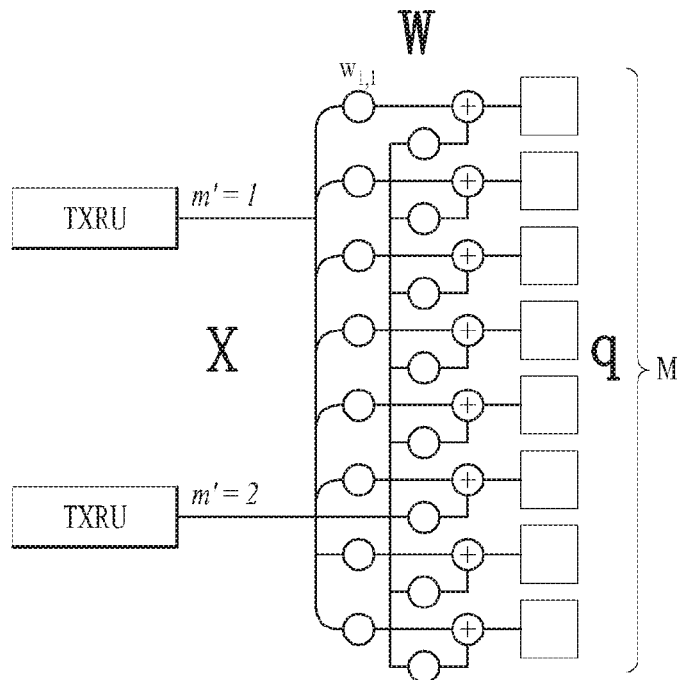 W
w1,1
m' = 1
TXRU
X
q
M
m' = 2
TXRU